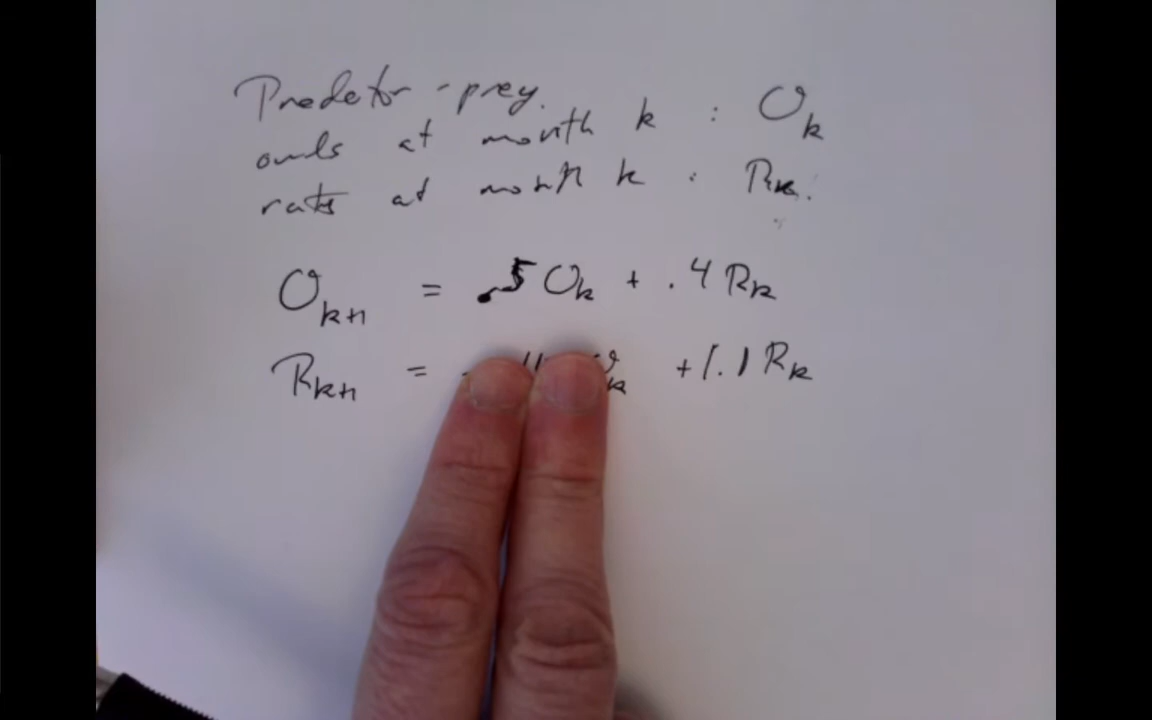 Predator-prey.
owls at month k : O_k
rats at month k : R_k.
O_{k+1} = .5 O_k + .4 R_k
R_{k+1} = + 1.1 R_k